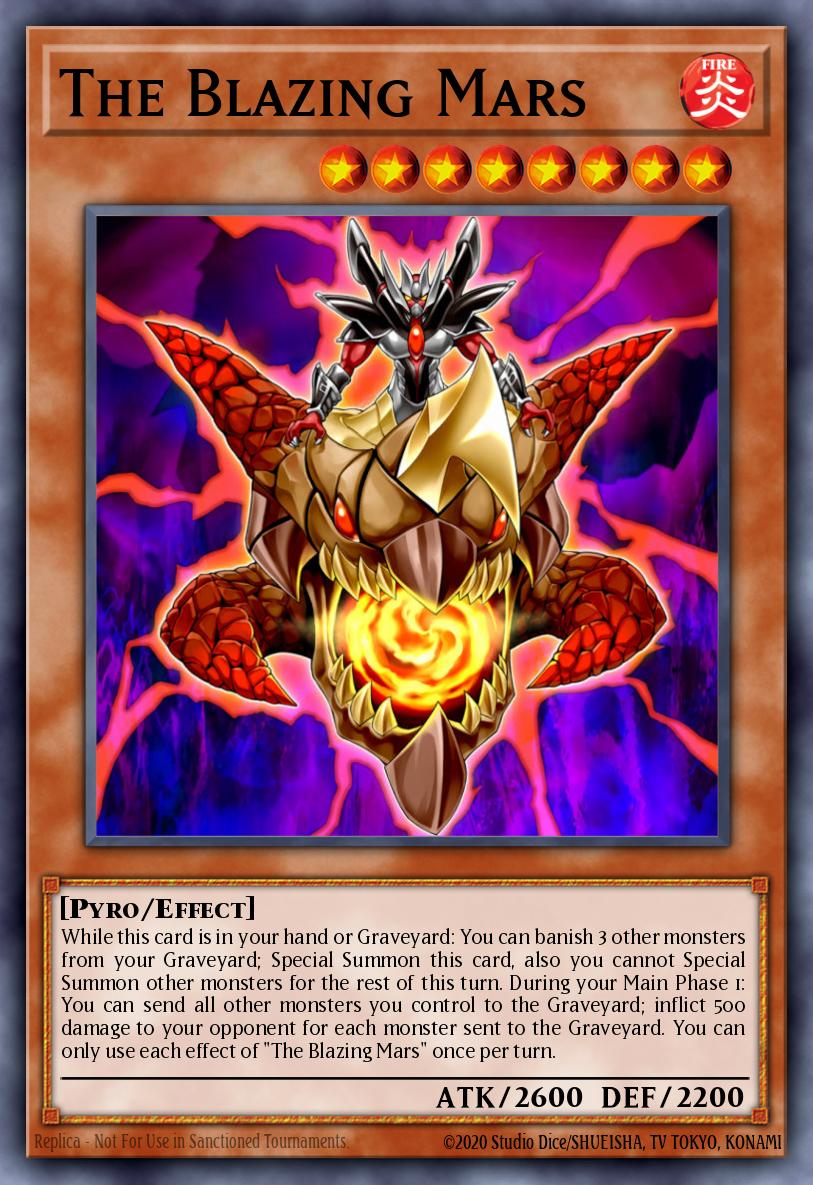 The Blazing Mars
FIRE
炎
[Pyro/Effect]
While this card is in your hand or Graveyard: You can banish 3 other monsters
from your Graveyard; Special Summon this card, also you cannot Special
Summon other monsters for the rest of this turn. During your Main Phase 1:
You can send all other monsters you control to the Graveyard; inflict 500
damage to your opponent for each monster sent to the Graveyard. You can
only use each effect of "The Blazing Mars" once per turn.
ATK/2600 DEF/2200
Replica - Not For Use in Sanctioned Tournaments.
©2020 Studio Dice/SHUEISHA, TV TOKYO, KONAMI